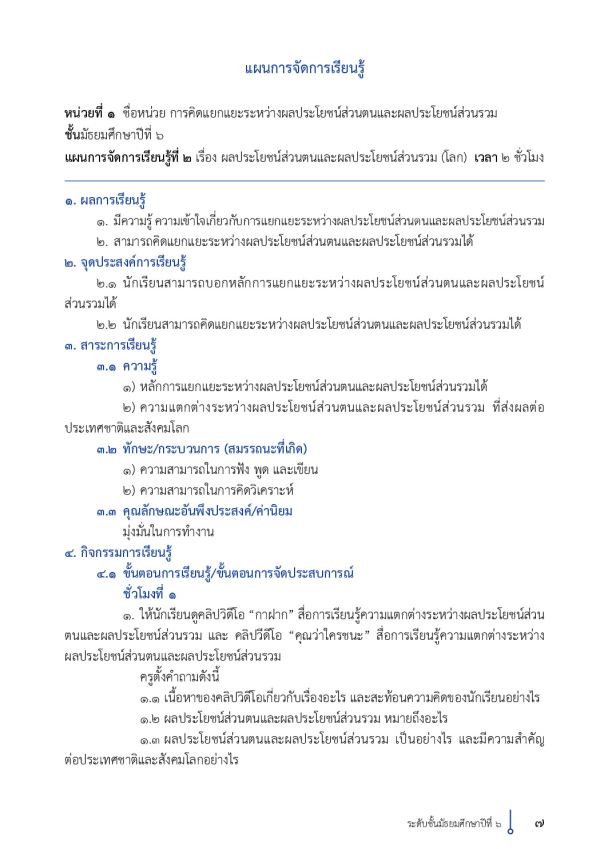 แผนการจัดการเรียนรู้
หน่วยที่ ๑ ชื่อหน่วย การคิดแยกแยะระหว่างผลประโยชน์ส่วนตนและผลประโยชน์ส่วนรวม
ชั้นมัธยมศึกษาปีที่ ๖
แผนการจัดการเรียนรู้ที่ ๒ เรื่อง ผลประโยชน์ส่วนตนและผลประโยชน์ส่วนรวม (โลก) เวลา ๒ ชั่วโมง
๑. ผลการเรียนรู้
๑. มีความรู้ ความเข้าใจเกี่ยวกับการแยกแยะระหว่างผลประโยชน์ส่วนตนและผลประโยชน์ส่วนรวม
๒. สามารถคิดแยกแยะระหว่างผลประโยชน์ส่วนตนและผลประโยชน์ส่วนรวมได้
๒. จุดประสงค์การเรียนรู้
๒.๑ นักเรียนสามารถบอกหลักการแยกแยะระหว่างผลประโยชน์ส่วนตนและผลประโยชน์
ส่วนรวมได้
๒.๒ นักเรียนสามารถคิดแยกแยะระหว่างผลประโยชน์ส่วนตนและผลประโยชน์ส่วนรวมได้
๓. สาระการเรียนรู้
๓.๑ ความรู้
๑) หลักการแยกแยะระหว่างผลประโยชน์ส่วนตนและผลประโยชน์ส่วนรวมได้
๒) ความแตกต่างระหว่างผลประโยชน์ส่วนตนและผลประโยชน์ส่วนรวม ที่ส่งผลต่อ
ประเทศชาติและสังคมโลก
๓.๒ ทักษะ/กระบวนการ (สมรรถนะที่เกิด)
๑) ความสามารถในการฟัง พูด และเขียน
๒) ความสามารถในการคิดวิเคราะห์
๓.๓ คุณลักษณะอันพึงประสงค์/ค่านิยม
มุ่งมั่นในการทำงาน
๔. กิจกรรมการเรียนรู้
๔.๑ ขั้นตอนการเรียนรู้/ขั้นตอนการจัดประสบการณ์
ชั่วโมงที่ ๑
๑. ให้นักเรียนดูคลิปวิดีโอ “กาฝาก” สื่อการเรียนรู้ความแตกต่างระหว่างผลประโยชน์ส่วน
ตนและผลประโยชน์ส่วนรวม และ คลิปวีดีโอ “คุณว่าใครชนะ” สื่อการเรียนรู้ความแตกต่างระหว่าง
ผลประโยชน์ส่วนตนและผลประโยชน์ส่วนรวม
ครูตั้งคำถามดังนี้
๑.๑ เนื้อหาของคลิปวิดีโอเกี่ยวกับเรื่องอะไร และสะท้อนความคิดของนักเรียนอย่างไร
๑.๒ ผลประโยชน์ส่วนตนและผลประโยชน์ส่วนรวม หมายถึงอะไร
๑.๓ ผลประโยชน์ส่วนตนและผลประโยชน์ส่วนรวม เป็นอย่างไร และมีความสำคัญ
ต่อประเทศชาติและสังคมโลกอย่างไร
ระดับชั้นมัธยมศึกษาปีที่ ๖ ๗